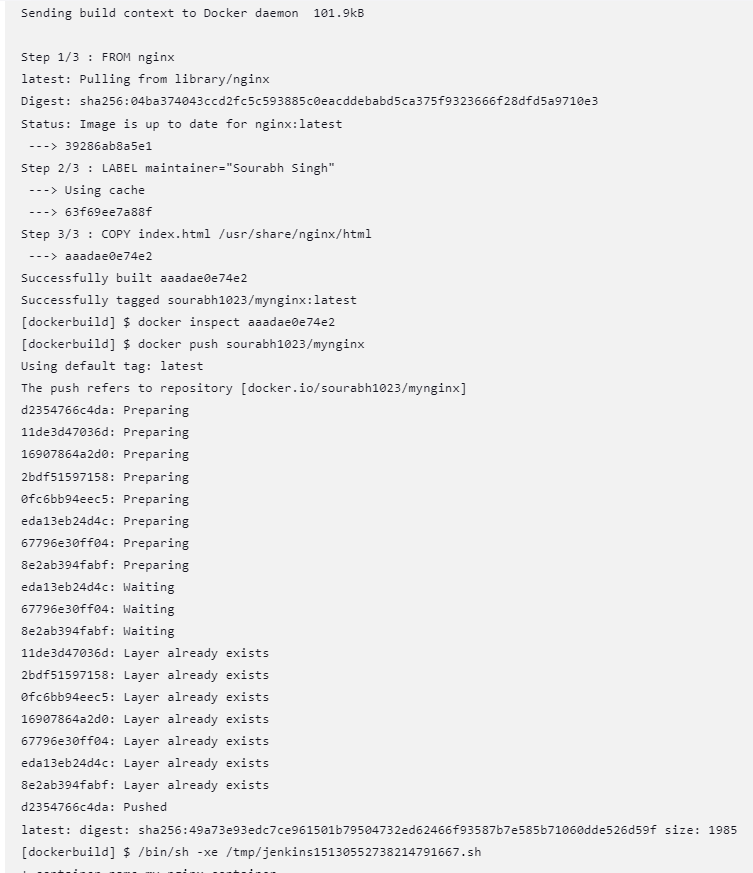 Sending build context to Docker daemon  101.9kB
Step 1/3 : FROM nginx
latest: Pulling from library/nginx
Digest: sha256:04ba374043ccd2fc5c593885c0eacddebabd5ca375f9323666f28dfd5a9710e3
Status: Image is up to date for nginx:latest
 ---> 39286ab8a5e1
Step 2/3 : LABEL maintainer="Sourabh Singh"
 ---> Using cache
 ---> 63f69ee7a88f
Step 3/3 : COPY index.html /usr/share/nginx/html
 ---> aaadae0e74e2
Successfully built aaadae0e74e2
Successfully tagged sourabh1023/mynginx:latest
[dockerbuild] $ docker inspect aaadae0e74e2
[dockerbuild] $ docker push sourabh1023/mynginx
Using default tag: latest
The push refers to repository [docker.io/sourabh1023/mynginx]
d2354766c4da: Preparing
11de3d47036d: Preparing
16907864a2d0: Preparing
2bdf51597158: Preparing
0fc6bb94eec5: Preparing
eda13eb24d4c: Preparing
67796e30ff04: Preparing
8e2ab394fabf: Preparing
eda13eb24d4c: Waiting
67796e30ff04: Waiting
8e2ab394fabf: Waiting
11de3d47036d: Layer already exists
2bdf51597158: Layer already exists
0fc6bb94eec5: Layer already exists
16907864a2d0: Layer already exists
67796e30ff04: Layer already exists
eda13eb24d4c: Layer already exists
8e2ab394fabf: Layer already exists
d2354766c4da: Pushed
latest: digest: sha256:49a73e93edc7ce961501b79504732ed62466f93587b7e585b71060dde526d59f size: 1985
[dockerbuild] $ /bin/sh -xe /tmp/jenkins15130552738214791667.sh